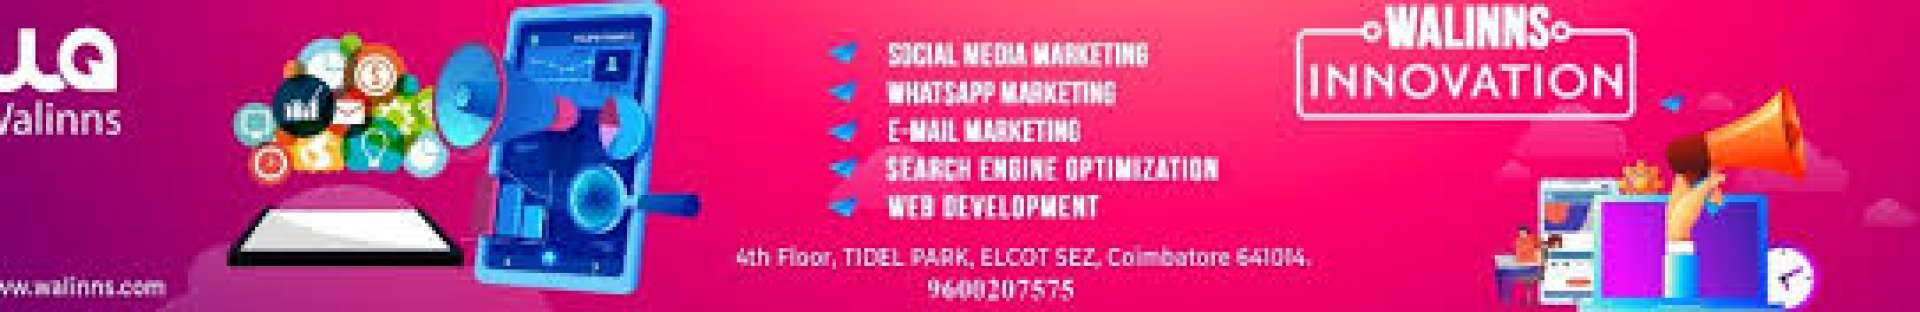 Walinns
www.walinns.com
SOCIAL MEDIA MARKETING
WHATSAPP MARKETING
E-MAIL MARKETING
SEARCH ENGINE OPTIMIZATION
WEB DEVELOPMENT
4th Floor, TIDEL PARK, ELCOT SEZ, Coimbatore 641014.
9600207575
WALINNS
INNOVATION